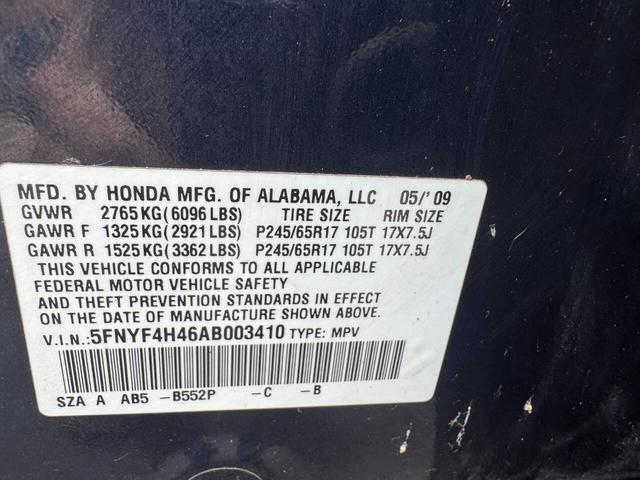 MFD. BY HONDA MFG. OF ALABAMA, LLC 05/'09
GVWR 2765KG(6096LBS) TIRE SIZE RIM SIZE
GAWR F 1325KG(2921LBS) P245/65R17 105T 17X7.5J
GAWR R 1525KG(3362LBS) P245/65R17 105T 17X7.5J
THIS VEHICLE CONFORMS TO ALL APPLICABLE
FEDERAL MOTOR VEHICLE SAFETY
AND THEFT PREVENTION STANDARDS IN EFFECT
ON THE DATE OF MANUFACTURE SHOWN ABOVE.
V.I.N.:5FNYF4H46AB003410 TYPE: MPV
SZA A AB5 -B552P -C -B